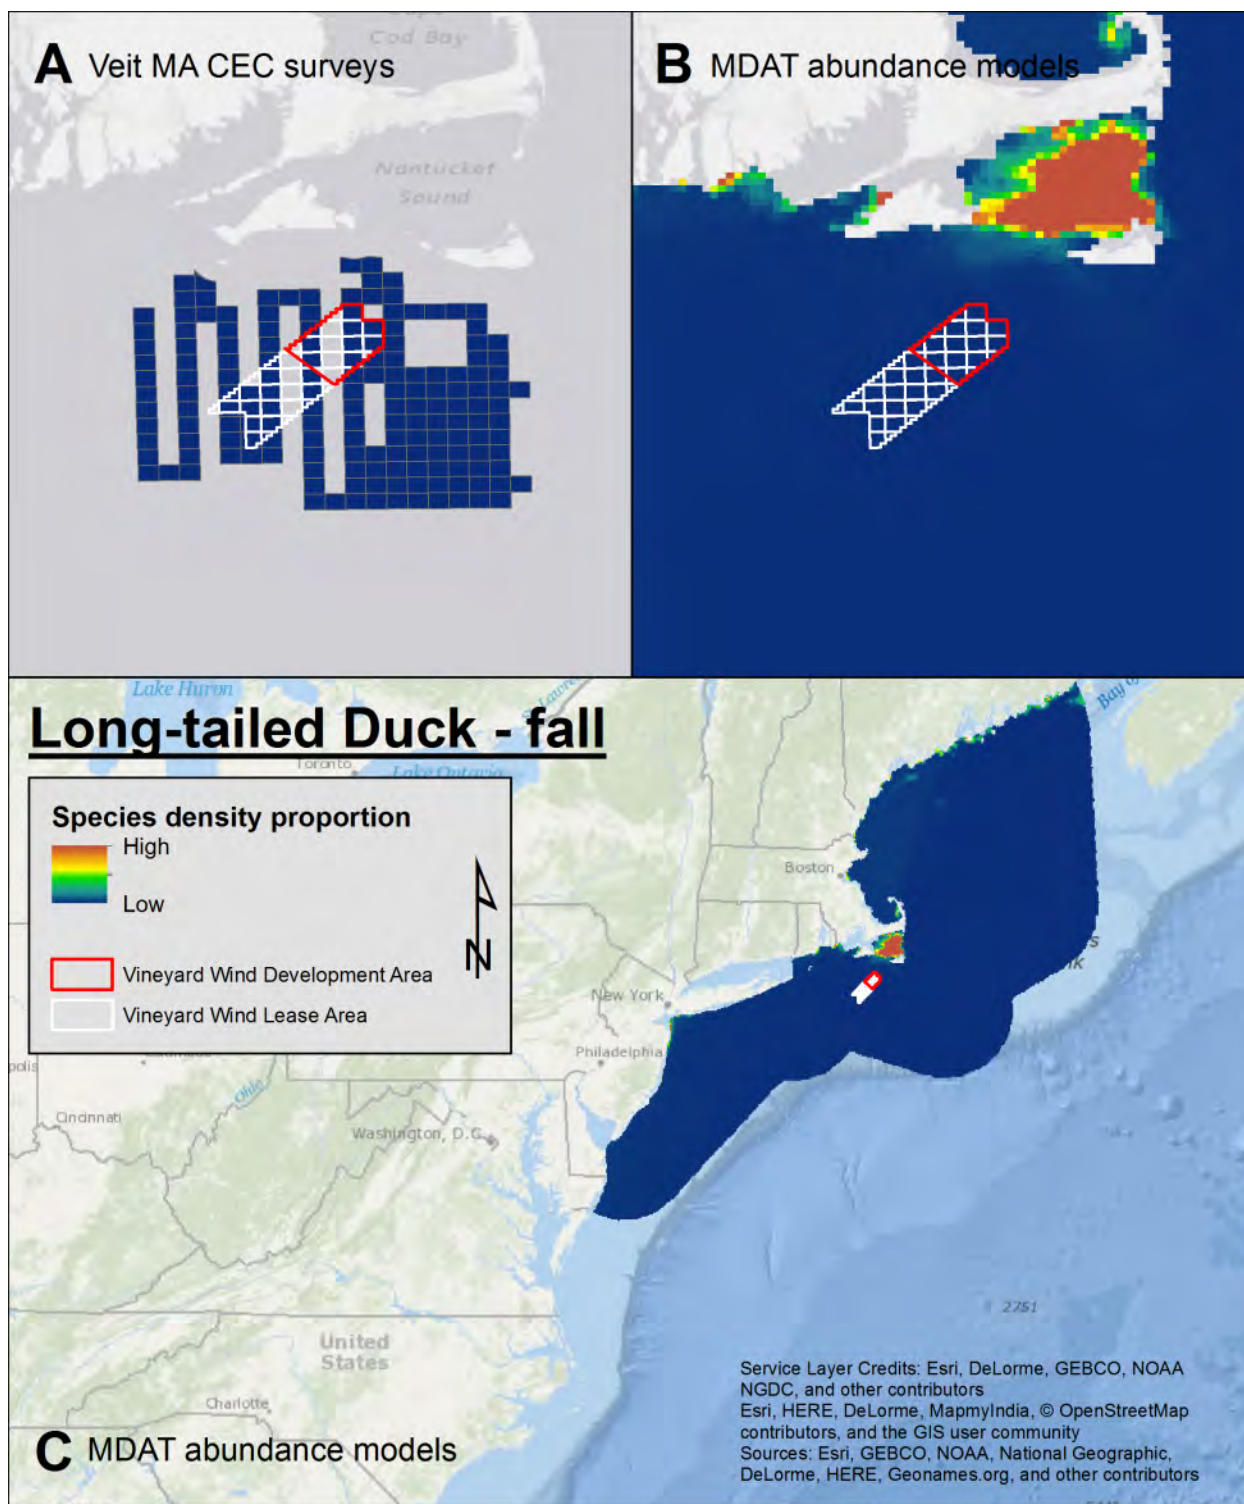 A Veit MA CEC surveys
Cod Bay
Nantucket
Sound
B MDAT abundance models
Lake Huron
Long-tailed Duck - fall
Toronto
Lake Ontario
Bay of
Species density proportion
High
Low
N
Vineyard Wind Development Area
Vineyard Wind Lease Area
Boston
New York
Philadelphia
Cincinnati
Ohio
Washington, D.C.
United
States
Charlotte
2751
C MDAT abundance models
Service Layer Credits: Esri, DeLorme, GEBCO, NOAA
NGDC, and other contributors
Esri, HERE, DeLorme, MapmyIndia, © OpenStreetMap
contributors, and the GIS user community
Sources: Esri, GEBCO, NOAA, National Geographic,
DeLorme, HERE, Geonames.org, and other contributors